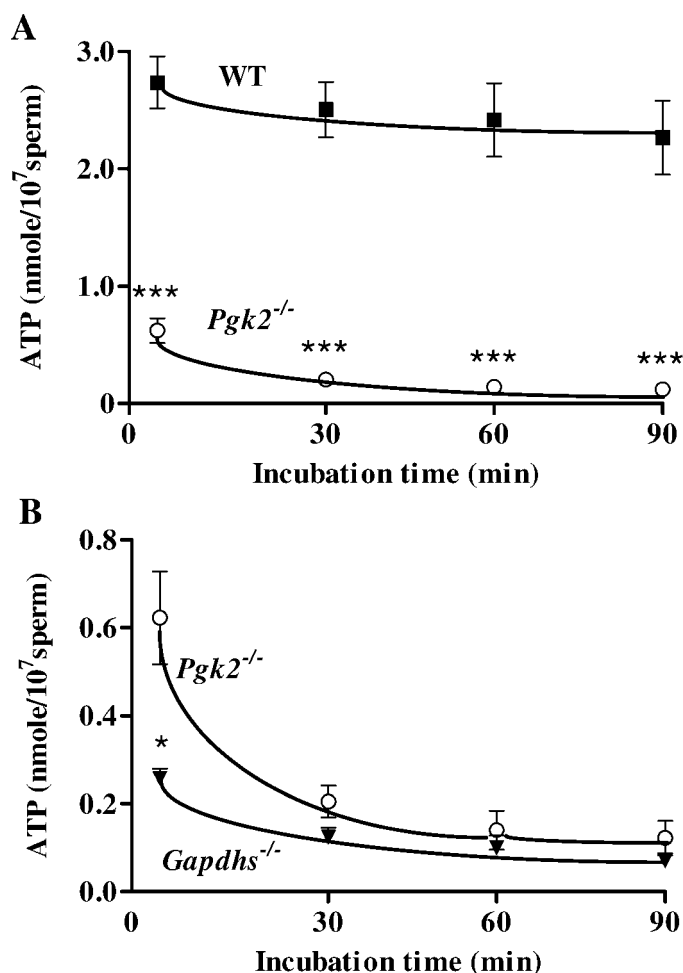 A
3.0
WT
2.0
ATP (nmole/10⁷sperm)
1.0
***
Pgk2⁻/⁻
***
***
***
0
0
30
60
90
Incubation time (min)
B
0.8
0.6
Pgk2⁻/⁻
ATP (nmole/10⁷sperm)
0.4
*
0.2
Gapdhs⁻/⁻
0.0
0
30
60
90
Incubation time (min)